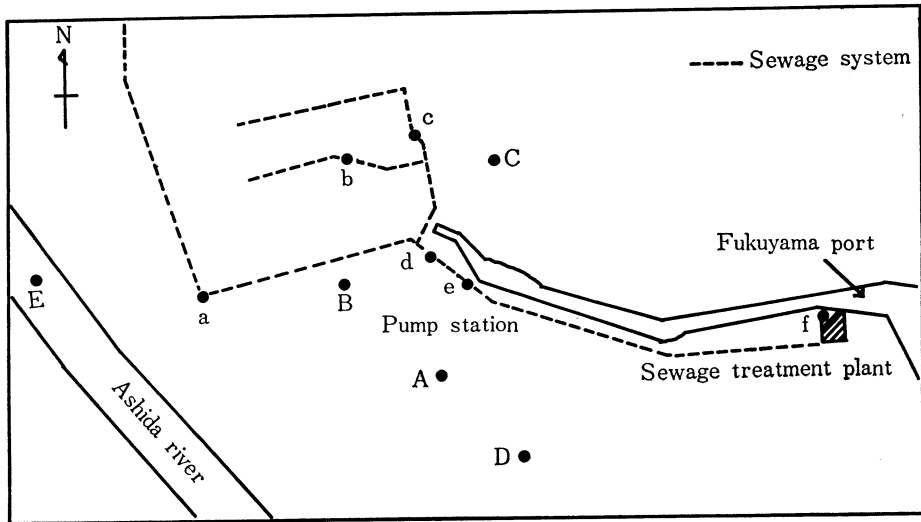 N
Sewage system
c
C
b
Fukuyama port
d
E
e
f
a
B
Pump station
Sewage treatment plant
A
Ashida river
D